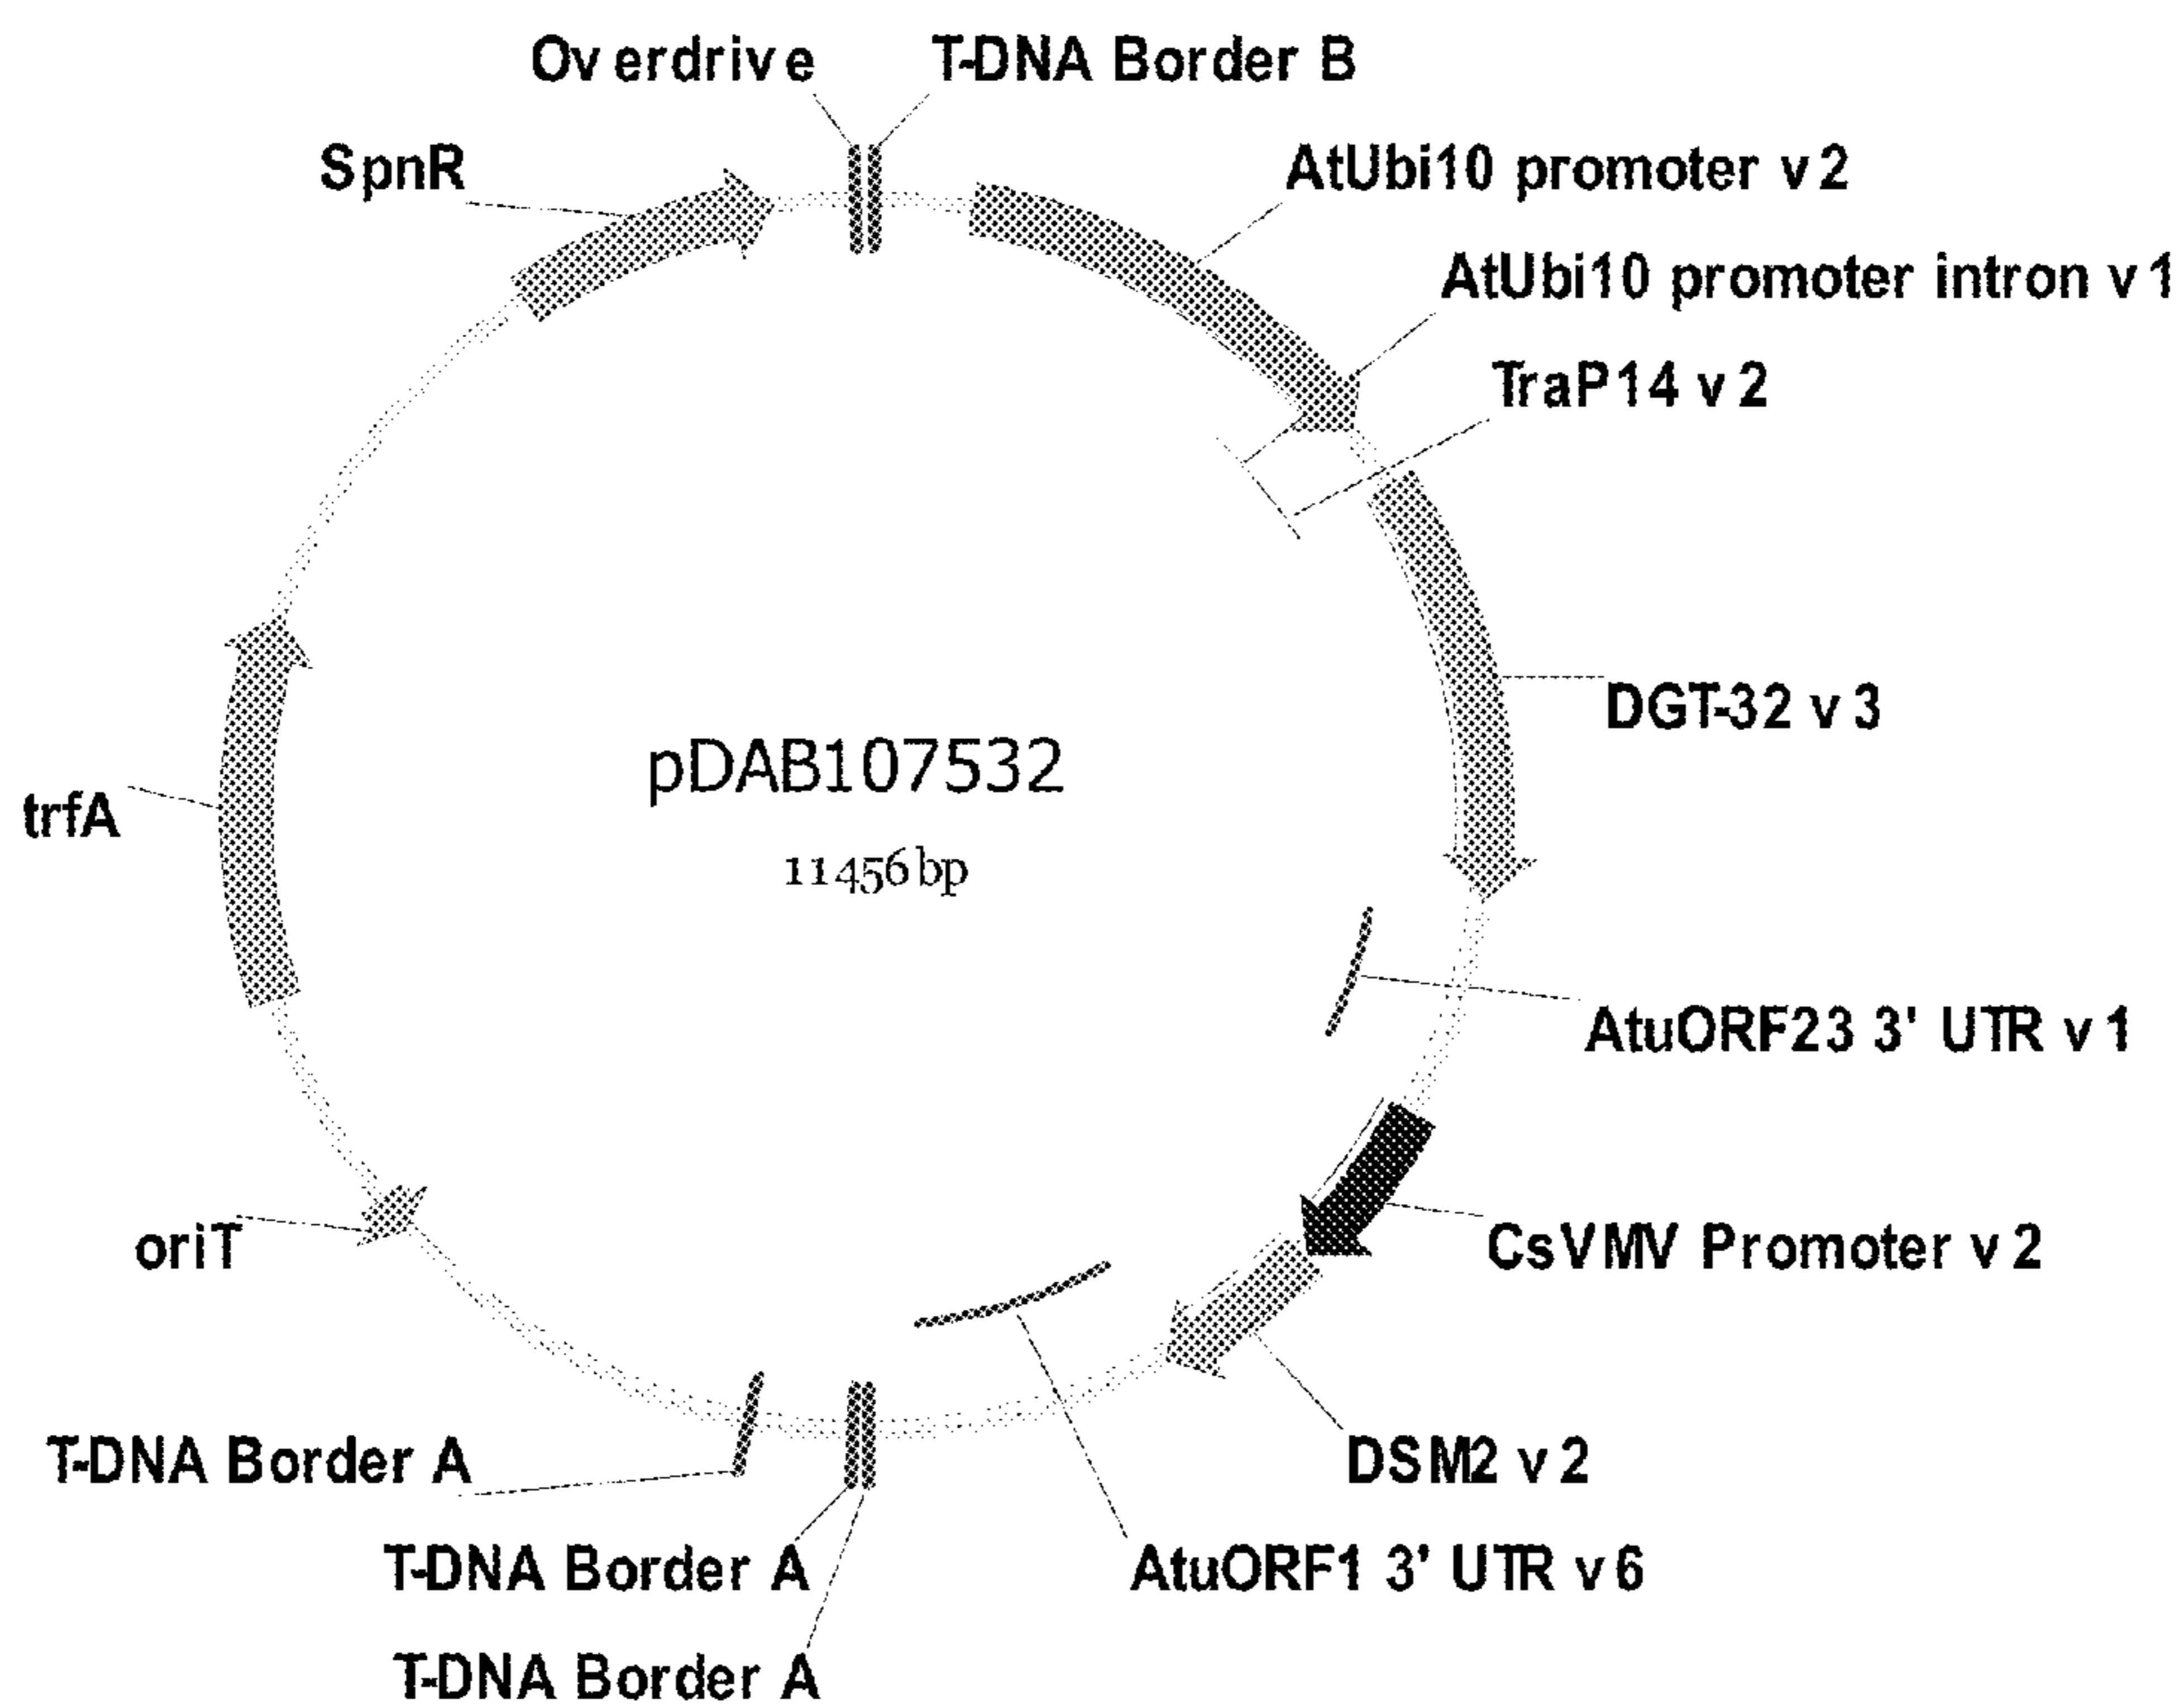 Overdrive
T-DNA Border B
SpnR
AtUbi10 promoter v2
AtUbi10 promoter intron v1
TraP14 v2
DGT-32 v3
pDAB107532
11456 bp
trfA
AtuORF23 3' UTR v1
oriT
CsVMV Promoter v2
T-DNA Border A
DSM2 v2
T-DNA Border A
AtuORF1 3' UTR v6
T-DNA Border A